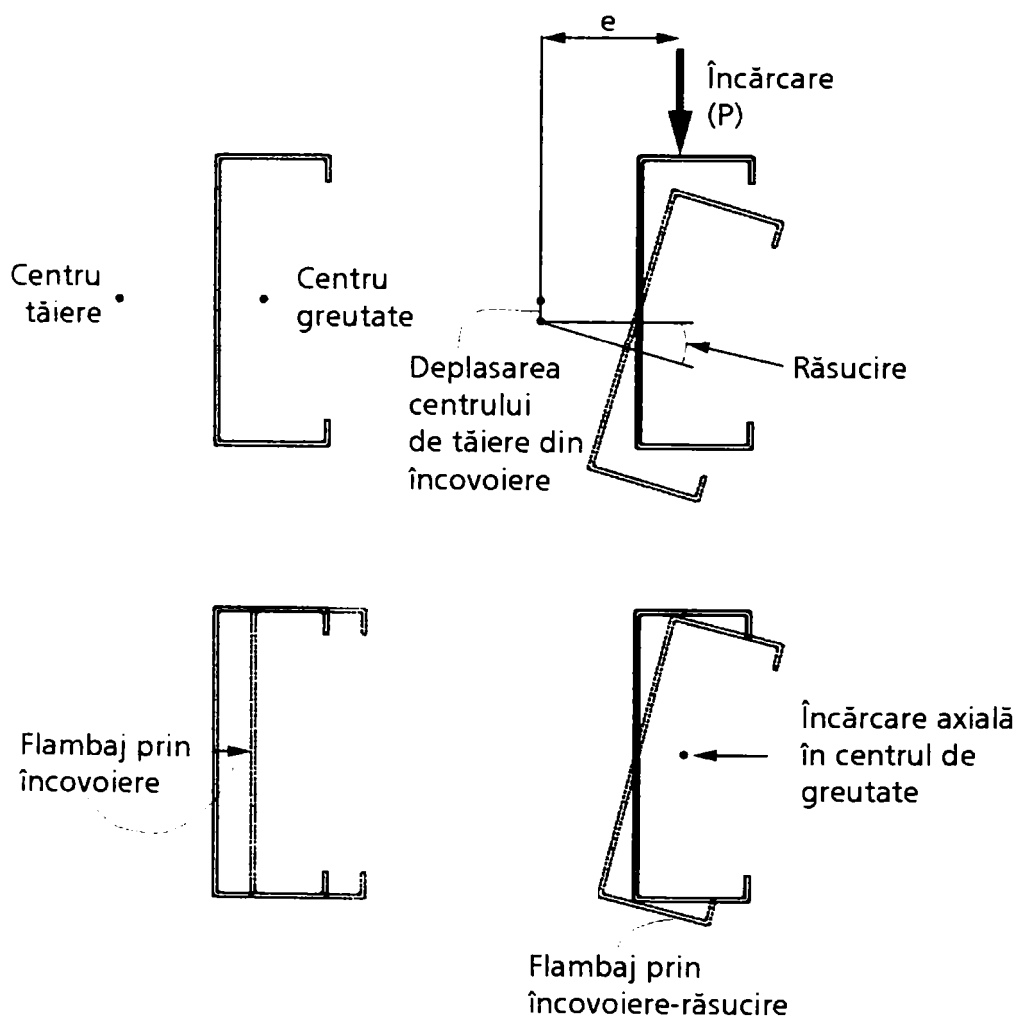 e
Încărcare
(P)
Centru
tăiere
Centru
greutate
Deplasarea
centrului
de tăiere din
încovoiere
Răsucire
Flambaj prin
încovoiere
Încărcare axială
în centrul de
greutate
Flambaj prin
încovoiere-răsucire